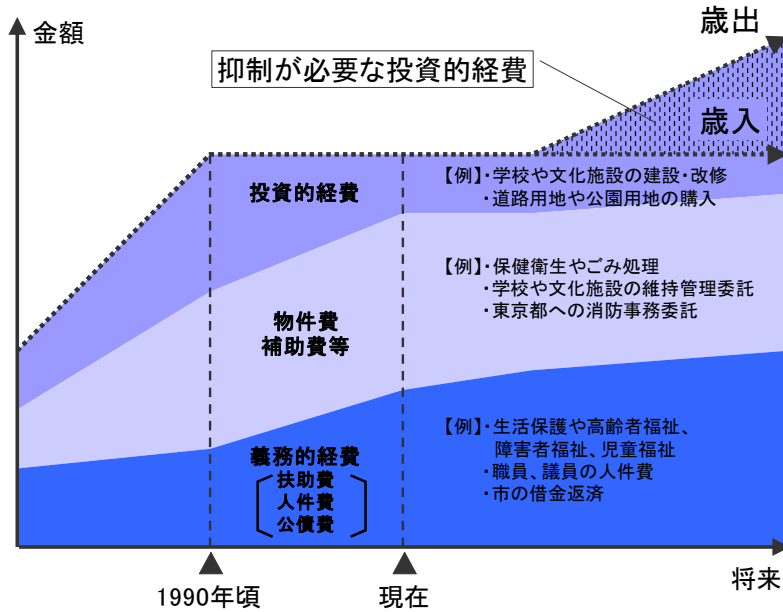 金額
歳出
抑制が必要な投資的経費
歳入
投資的経費
【例】・学校や文化施設の建設・改修
・道路用地や公園用地の購入
物件費
補助費等
【例】・保健衛生やごみ処理
・学校や文化施設の維持管理委託
・東京都への消防事務委託
義務的経費
扶助費
人件費
公債費
【例】・生活保護や高齢者福祉、
障害者福祉、児童福祉
・職員、議員の人件費
・市の借金返済
1990年頃
現在
将来